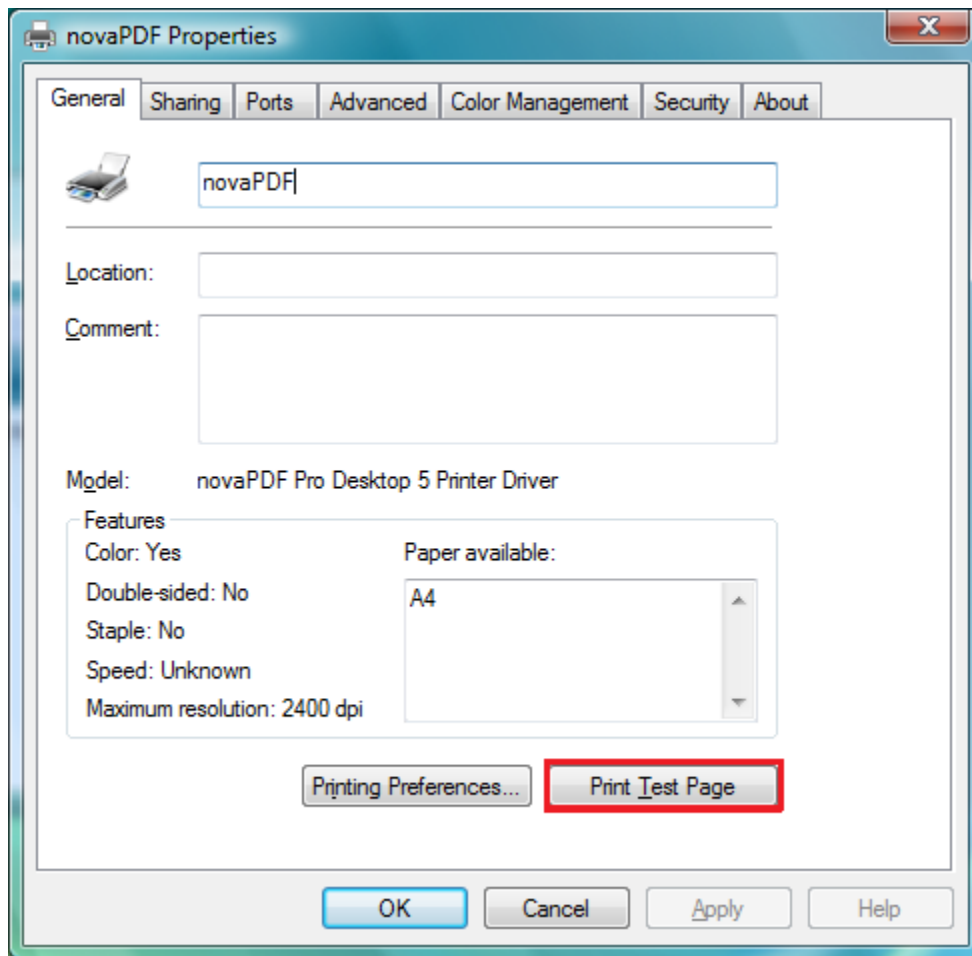 novaPDF Properties
General Sharing Ports Advanced Color Management Security About
novaPDF
Location:
Comment:
Model: novaPDF Pro Desktop 5 Printer Driver
Features
Color: Yes
Paper available:
Double-sided: No
A4
Staple: No
Speed: Unknown
Maximum resolution: 2400 dpi
Printing Preferences...
Print Test Page
OK
Cancel
Apply
Help